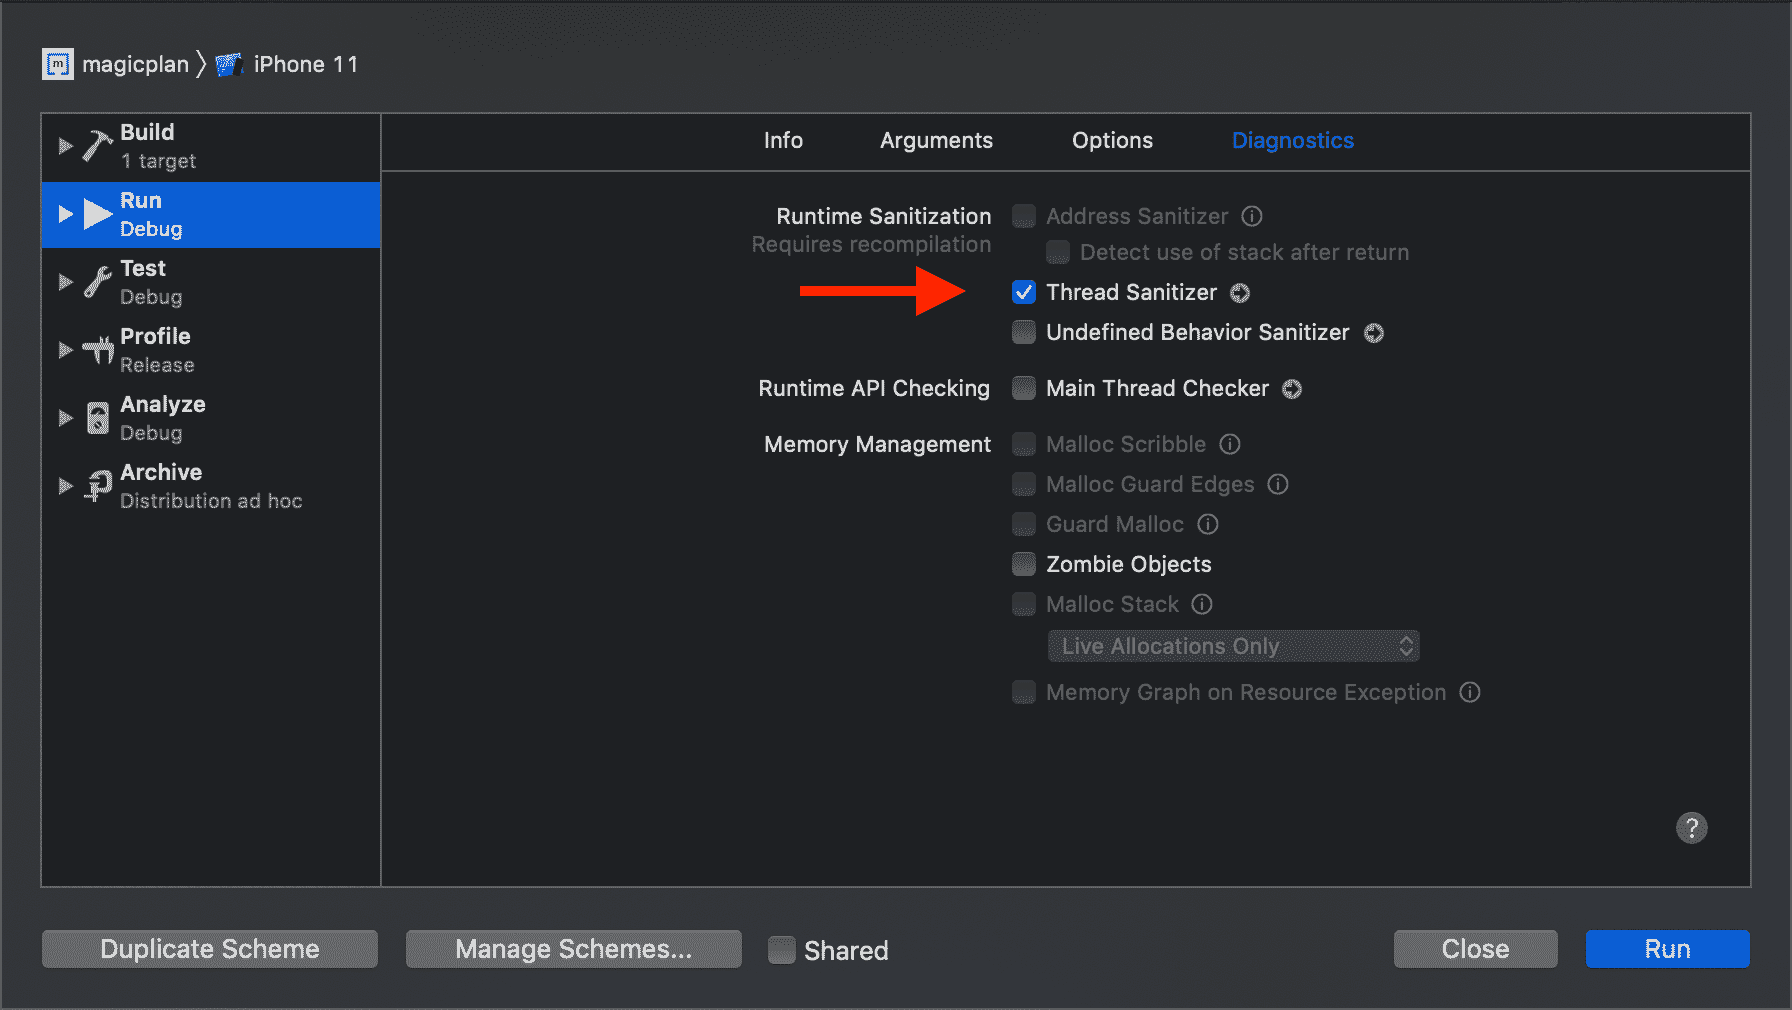 m magicplan iPhone 11
Build
1 target
Run
Debug
Test
Debug
Profile
Release
Analyze
Debug
Archive
Distribution ad hoc
Info Arguments Options Diagnostics
Runtime Sanitization Address Sanitizer
Requires recompilation Detect use of stack after return
Thread Sanitizer
Undefined Behavior Sanitizer
Runtime API Checking Main Thread Checker
Memory Management Malloc Scribble
Malloc Guard Edges
Guard Malloc
Zombie Objects
Malloc Stack
Live Allocations Only
Memory Graph on Resource Exception
?
Duplicate Scheme Manage Schemes... Shared Close Run